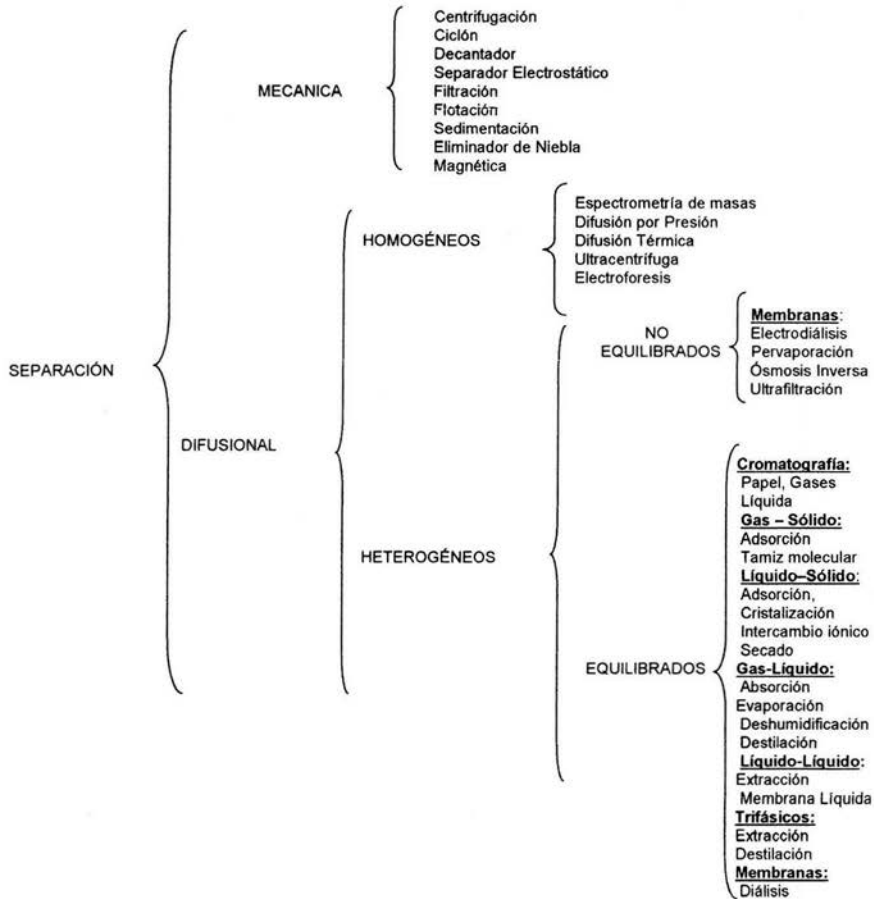 SEPARACIÓN
MECANICA
Centrifugación
Ciclón
Decantador
Separador Electrostático
Filtración
Flotación
Sedimentación
Eliminador de Niebla
Magnética
DIFUSIONAL
HOMOGÉNEOS
Espectrometría de masas
Difusión por Presión
Difusión Térmica
Ultracentrífuga
Electroforesis
HETEROGÉNEOS
NO
EQUILIBRADOS
Membranas:
Electrodiálisis
Pervaporación
Ósmosis Inversa
Ultrafiltración
EQUILIBRADOS
Cromatografía:
Papel, Gases
Líquida
Gas – Sólido:
Adsorción
Tamiz molecular
Líquido–Sólido:
Adsorción,
Cristalización
Intercambio iónico
Secado
Gas-Líquido:
Absorción
Evaporación
Deshumidificación
Destilación
Líquido-Líquido:
Extracción
Membrana Líquida
Trifásicos:
Extracción
Destilación
Membranas:
Diálisis